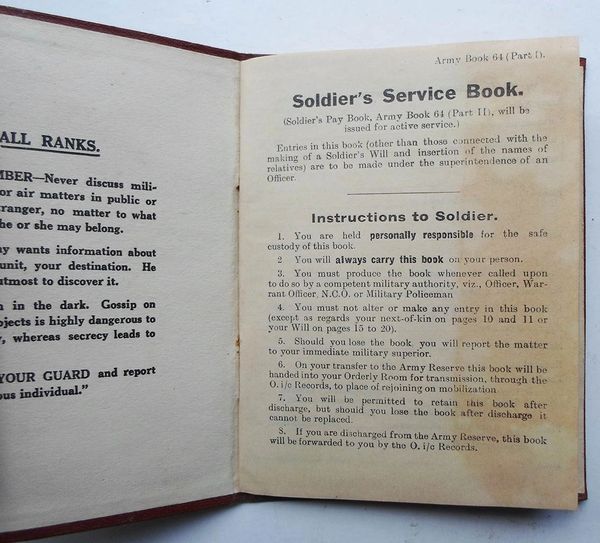 ALL RANKS.
MBER—Never discuss mili-
or air matters in public or
tranger, no matter to what
he or she may belong.
ny wants information about
unit, your destination. He
utmost to discover it.
in the dark. Gossip on
bjects is highly dangerous to
y, whereas secrecy leads to
YOUR GUARD and report
ous individual."
Army Book 64 (Part I).
Soldier's Service Book.
(Soldier's Pay Book, Army Book 64 (Part II), will be
issued for active service.)
Entries in this book (other than those connected with the
making of a Soldier's Will and insertion of the names of
relatives) are to be made under the superintendence of an
Officer.
Instructions to Soldier.
1. You are held personally responsible for the safe
custody of this book.
2. You will always carry this book on your person.
3. You must produce the book whenever called upon
to do so by a competent military authority, viz., Officer, War-
rant Officer, N.C.O. or Military Policeman
4. You must not alter or make any entry in this book
(except as regards your next-of-kin on pages 10 and 11 or
your Will on pages 15 to 20).
5. Should you lose the book, you will report the matter
to your immediate military superior.
6. On your transfer to the Army Reserve this book will be
handed into your Orderly Room for transmission, through the
O. i/c Records, to place of rejoining on mobilization.
7. You will be permitted to retain this book after
discharge, but should you lose the book after discharge it
cannot be replaced.
8. If you are discharged from the Army Reserve, this book
will be forwarded to you by the O. i/c Records.